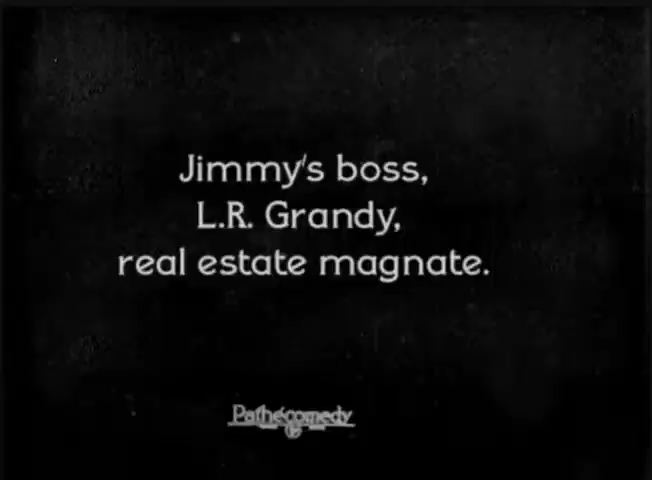 Jimmy's boss,
L.R. Grandy,
real estate magnate.
Pathécomedy